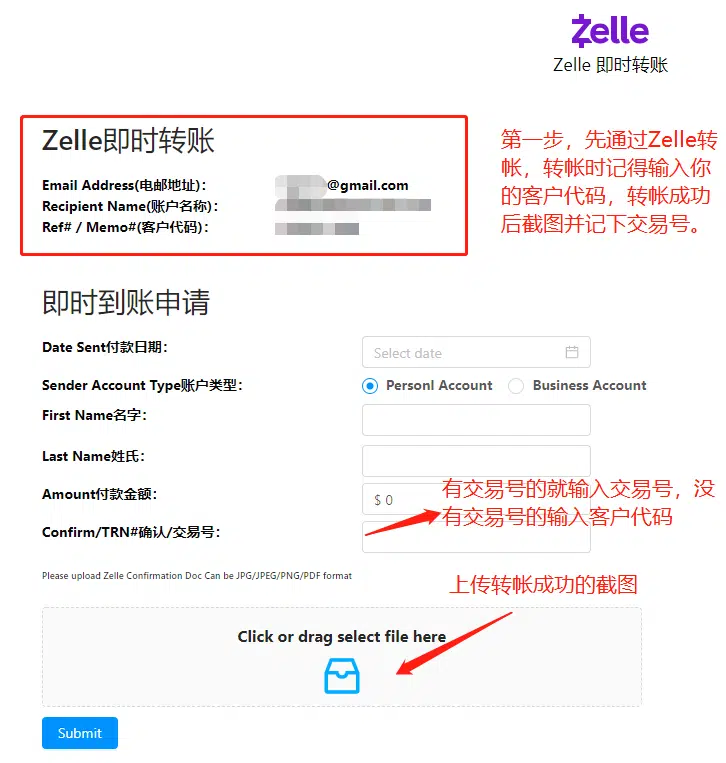 Zelle
Zelle 即时转账
Zelle即时转账
Email Address(电邮地址):
@gmail.com
Recipient Name(账户名称):
Ref# / Memo#(客户代码):
第一步，先通过Zelle转
帐，转帐时记得输入你
的客户代码，转帐成功
后截图并记下交易号。
即时到账申请
Date Sent付款日期:
Select date
Sender Account Type账户类型:
Personl Account
Business Account
First Name名字:
Last Name姓氏:
Amount付款金额:
$ 0
有交易号的就输入交易号，没
有交易号的输入客户代码
Confirm/TRN#确认/交易号:
Please upload Zelle Confirmation Doc Can be JPG/JPEG/PNG/PDF format
上传转帐成功的截图
Click or drag select file here
Submit